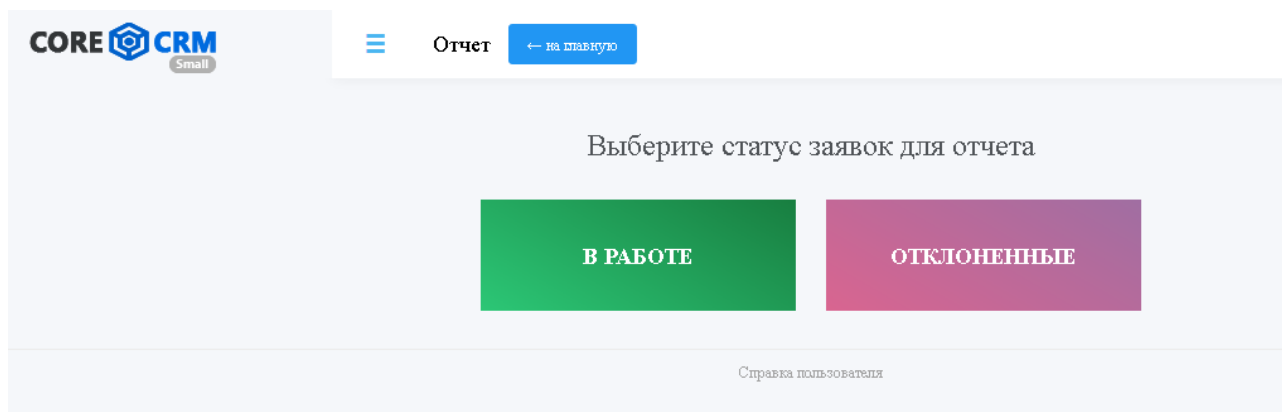 CORE CRM
Small
Отчет
← на главную
Выберите статус заявок для отчета
В РАБОТЕ
ОТКЛОНЕННЫЕ
Справка пользователя